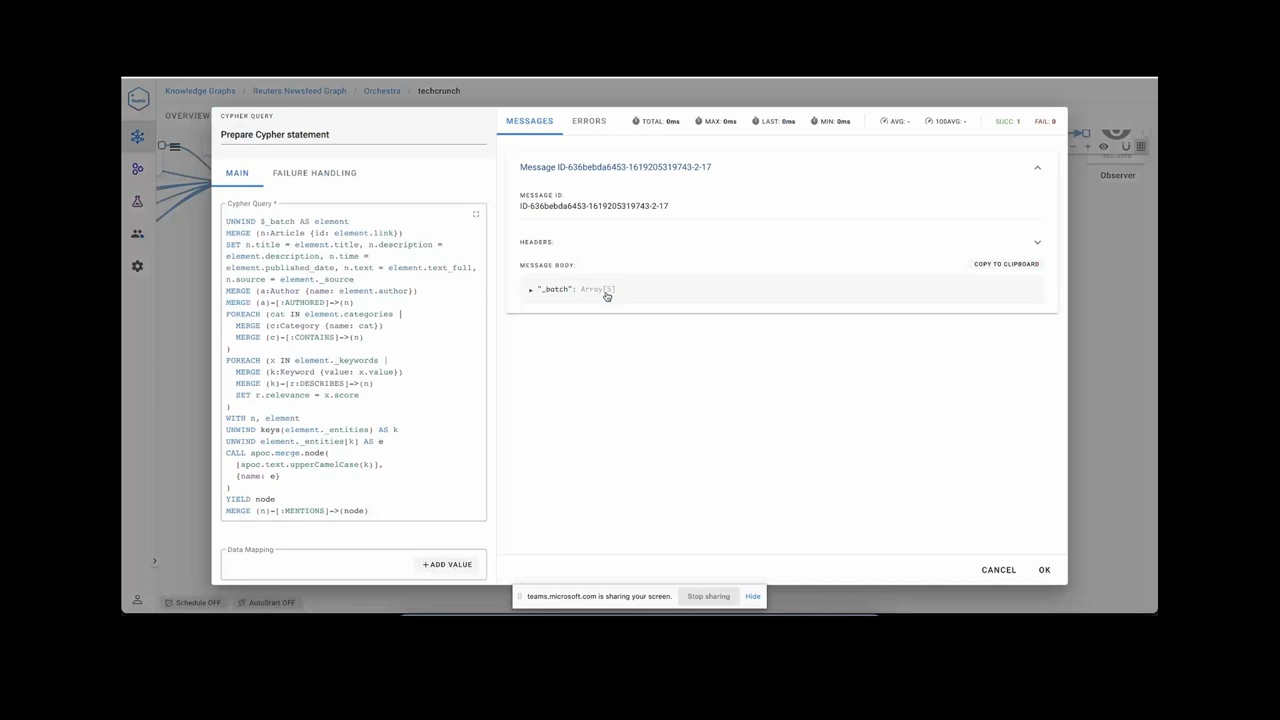 Knowledge Graphs / Reuters Newsfeed Graph / Orchestra / techcrunch
hume
OVERVIEW
Observer
CYPHER QUERY
Prepare Cypher statement
MAIN FAILURE HANDLING
Cypher Query *
UNWIND $_batch AS element
MERGE (n:Article {id: element.link})
SET n.title = element.title, n.description =
element.description, n.time =
element.published_date, n.text = element.text_full,
n.source = element._source
MERGE (a:Author {name: element.author})
MERGE (a)-[:AUTHORED]->(n)
FOREACH (cat IN element.categories |
MERGE (c:Category {name: cat})
MERGE (c)-[:CONTAINS]->(n)
)
FOREACH (x IN element._keywords |
MERGE (k:Keyword {value: x.value})
MERGE (k)-[r:DESCRIBES]->(n)
SET r.relevance = x.score
)
WITH n, element
UNWIND keys(element._entities) AS k
UNWIND element._entities[k] AS e
CALL apoc.merge.node(
[apoc.text.upperCamelCase(k)],
{name: e}
)
YIELD node
MERGE (n)-[:MENTIONS]->(node)
Data Mapping
+ADD VALUE
MESSAGES ERRORS TOTAL: 0ms MAX: 0ms LAST: 0ms MIN: 0ms AVG: - 10DAVG: - SUCC: 1 FAIL: 0
Message ID-636bebda6453-1619205319743-2-17
MESSAGE ID:
ID-636bebda6453-1619205319743-2-17
HEADERS:
MESSAGE BODY: COPY TO CLIPBOARD
"_batch": Array[5]
CANCEL OK
Schedule OFF AutoStart OFF
teams.microsoft.com is sharing your screen. Stop sharing Hide